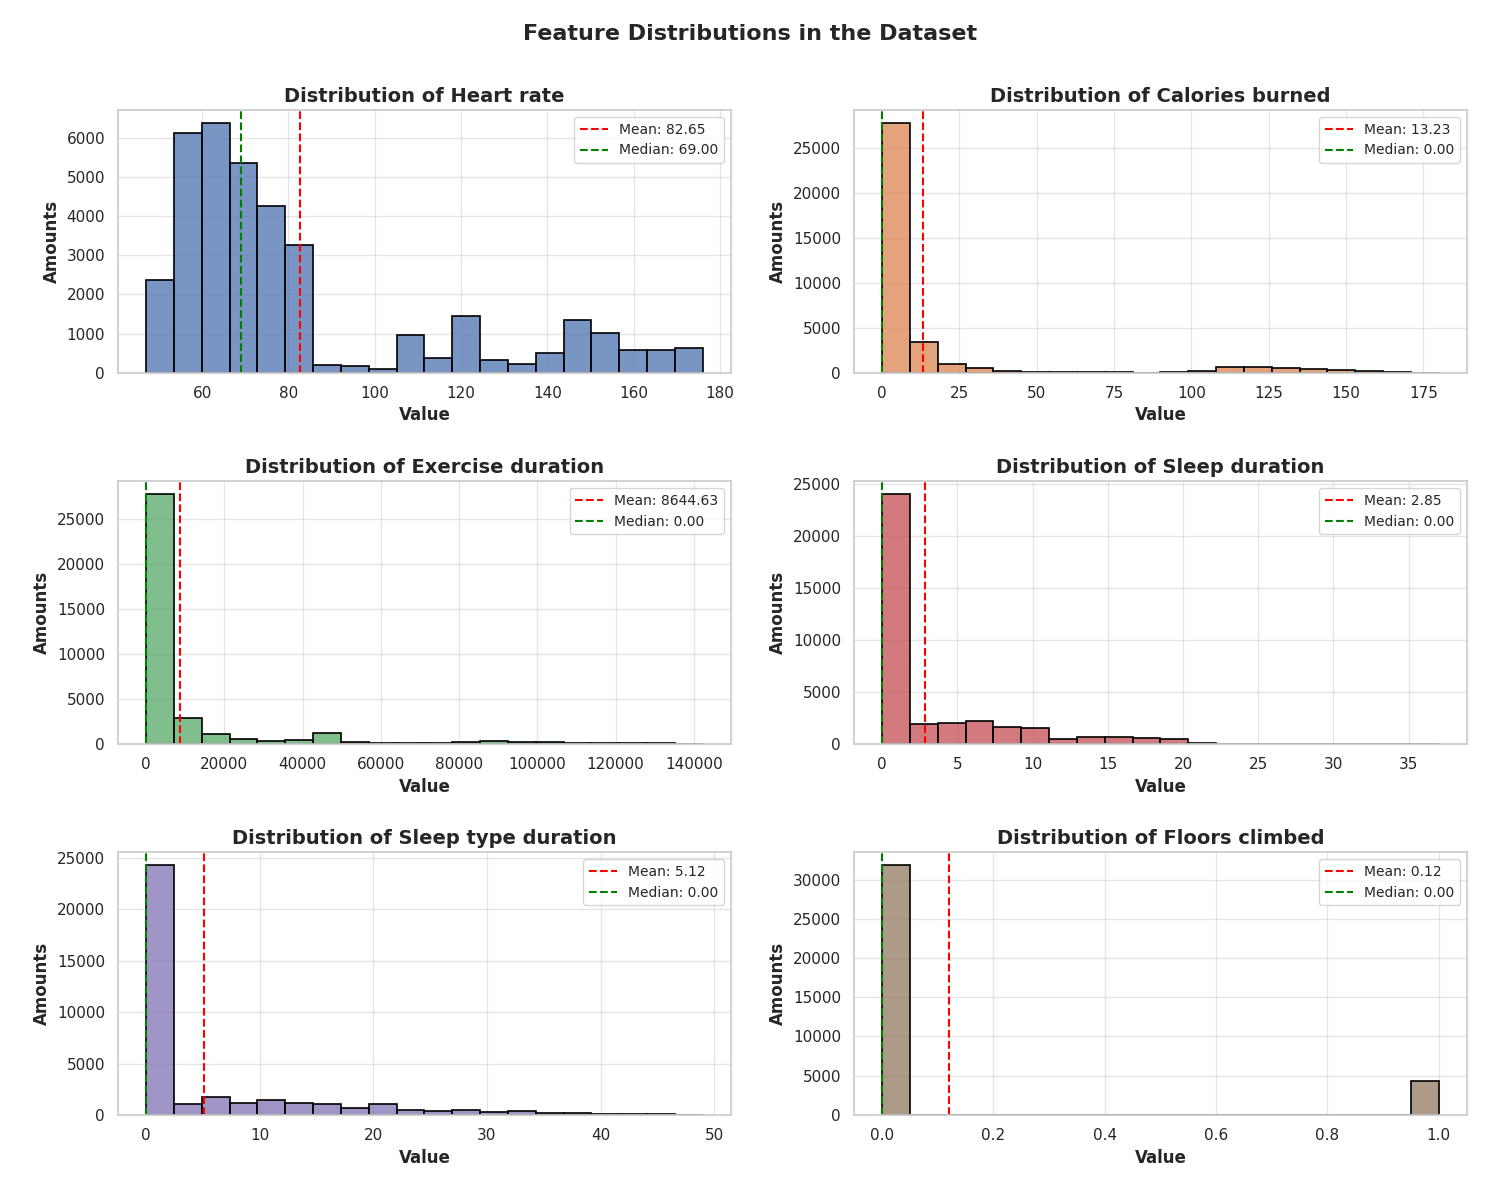 Feature Distributions in the Dataset
Distribution of Heart rate
Mean: 82.65
Median: 69.00
Amounts
6000
5000
4000
3000
2000
1000
0
60 80 100 120 140 160 180
Value
Distribution of Calories burned
Mean: 13.23
Median: 0.00
Amounts
25000
20000
15000
10000
5000
0
0 25 50 75 100 125 150 175
Value
Distribution of Exercise duration
Mean: 8644.63
Median: 0.00
Amounts
25000
20000
15000
10000
5000
0
0 20000 40000 60000 80000 100000 120000 140000
Value
Distribution of Sleep duration
Mean: 2.85
Median: 0.00
Amounts
25000
20000
15000
10000
5000
0
0 5 10 15 20 25 30 35
Value
Distribution of Sleep type duration
Mean: 5.12
Median: 0.00
Amounts
25000
20000
15000
10000
5000
0
0 10 20 30 40 50
Value
Distribution of Floors climbed
Mean: 0.12
Median: 0.00
Amounts
30000
25000
20000
15000
10000
5000
0
0.0 0.2 0.4 0.6 0.8 1.0
Value